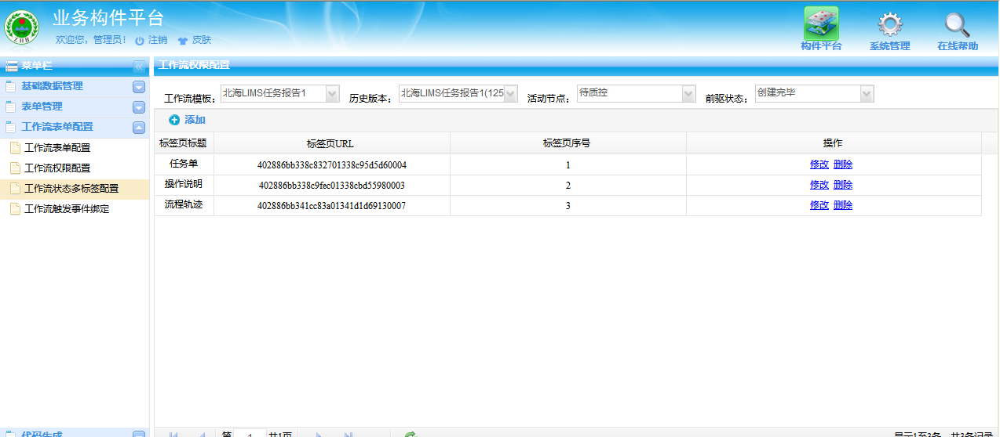 业务构件平台
欢迎您，管理员！ 注销 皮肤
构件平台 系统管理 在线帮助
菜单栏
基础数据管理
表单管理
工作流表单配置
工作流表单配置
工作流权限配置
工作流状态多标签配置
工作流触发事件绑定
代码生成
工作流权限配置
工作流模板： 北海LIMS任务报告1 历史版本： 北海LIMS任务报告1(125 活动节点： 待质控 前驱状态： 创建完毕
添加
标签页标题 标签页URL 标签页序号 操作
任务单 402886bb338c832701338c95d5d60004 1 修改 删除
操作说明 402886bb338c9fec01338cbd55980003 2 修改 删除
流程轨迹 402886bb341cc83a01341d1d69130007 3 修改 删除
第 1 共1页 显示1至3条，共3条记录